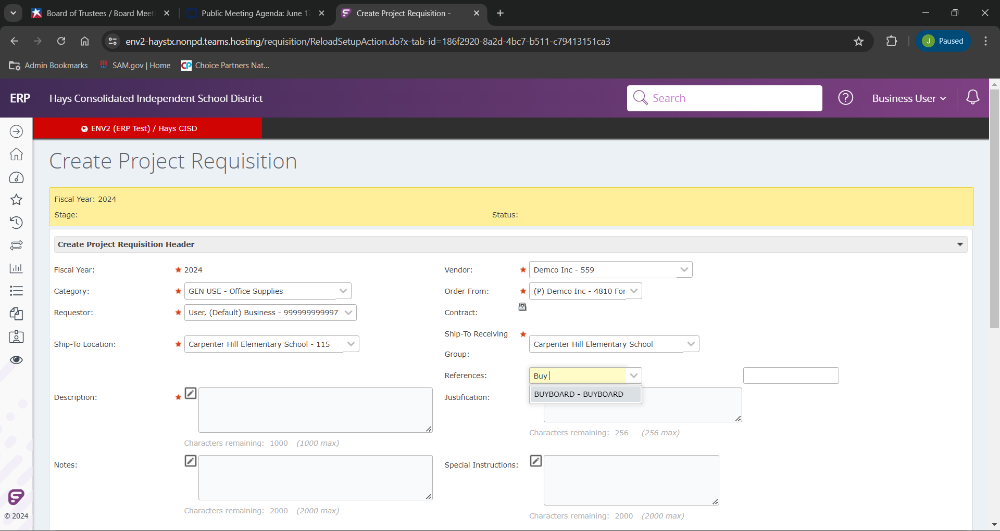 Board of Trustees / Board Meeti
Public Meeting Agenda: June 17
Create Project Requisition -
env2-haystx.nonpd.teams.hosting/requisition/ReloadSetupAction.do?x-tab-id=186f2920-8a2d-4bc7-b511-c79413151ca3
J Paused
Admin Bookmarks
SAM.gov | Home
CP Choice Partners Nat...
ERP Hays Consolidated Independent School District
Search
? Business User
ENV2 (ERP Test) / Hays CISD
Create Project Requisition
Fiscal Year: 2024
Stage: Status:
Create Project Requisition Header
Fiscal Year: 2024 Vendor: Demco Inc - 559
Category: GEN USE - Office Supplies Order From: (P) Demco Inc - 4810 For
Requestor: User, (Default) Business - 999999999997 Contract:
Ship-To Location: Carpenter Hill Elementary School - 115
Ship-To Receiving
Group: Carpenter Hill Elementary School
References: Buy
BUYBOARD - BUYBOARD
Description: Justification:
Characters remaining: 256 (256 max)
Characters remaining: 1000 (1000 max)
Notes: Special Instructions:
Characters remaining: 2000 (2000 max)
Characters remaining: 2000 (2000 max)
© 2024